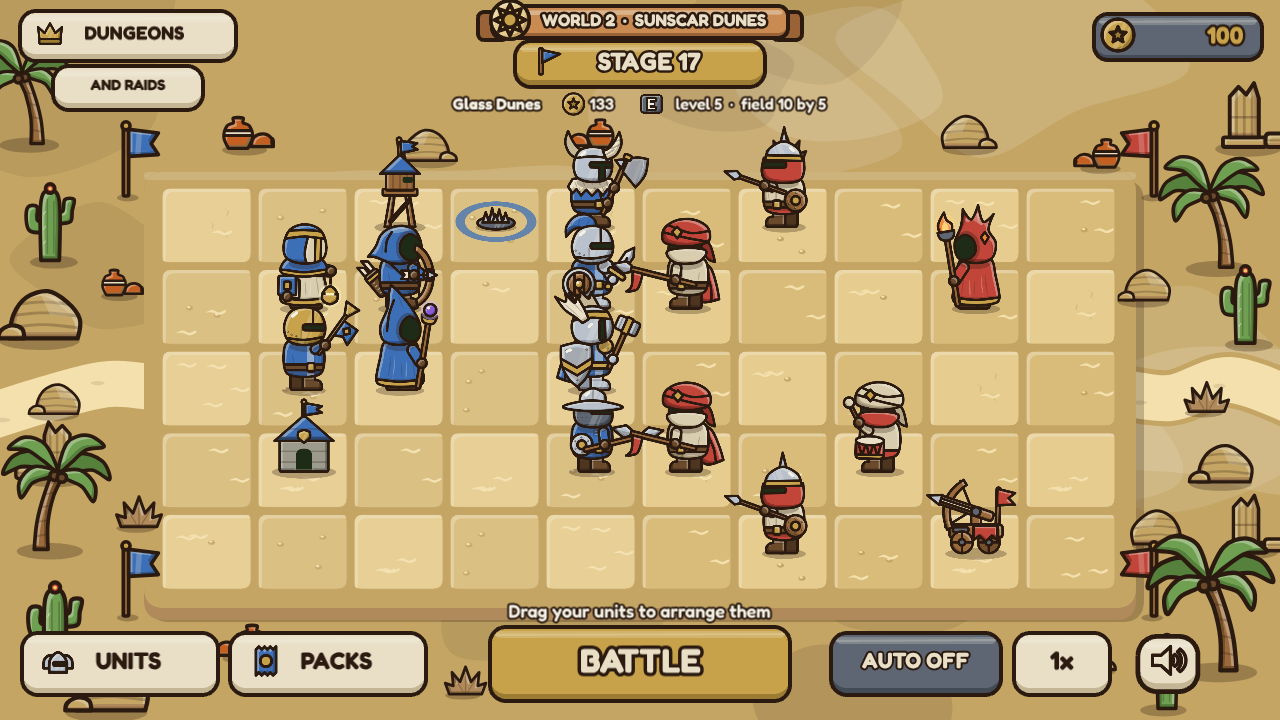 DUNGEONS
AND RAIDS
WORLD 2 · SUNSCAR DUNES
STAGE 17
Glass Dunes 133 E level 5 · field 10 by 5
100
Drag your units to arrange them
UNITS
PACKS
BATTLE
AUTO OFF
1x